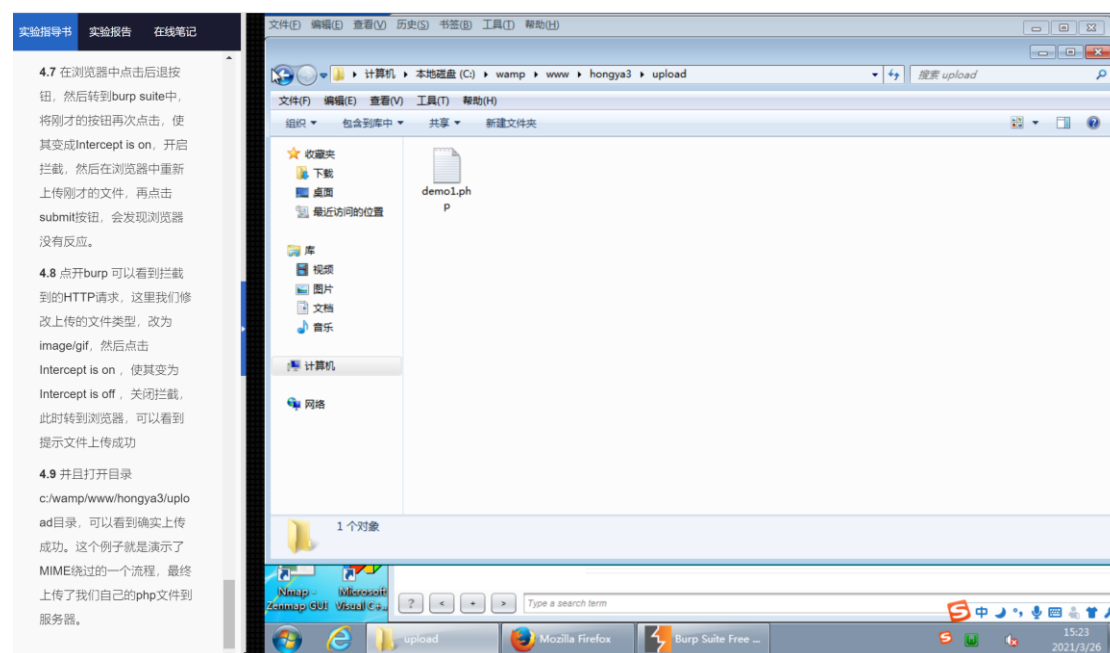 实验指导书 实验报告 在线笔记
4.7 在浏览器中点击后退按
钮，然后转到burp suite中，
将刚才的按钮再次点击，使
其变成Intercept is on，开启
拦截，然后在浏览器中重新
上传刚才的文件，再点击
submit按钮，会发现浏览器
没有反应。
4.8 点开burp 可以看到拦截
到的HTTP请求，这里我们修
改上传的文件类型，改为
image/gif，然后点击
Intercept is on ，使其变为
Intercept is off ，关闭拦截，
此时转到浏览器，可以看到
提示文件上传成功
4.9 并且打开目录
c:/wamp/www/hongya3/uplo
ad目录，可以看到确实上传
成功。这个例子就是演示了
MIME绕过的一个流程，最终
上传了我们自己的php文件到
服务器。
文件(F) 编辑(E) 查看(V) 历史(S) 书签(B) 工具(T) 帮助(H)
计算机 本地磁盘 (C:) wamp www hongya3 upload
搜索 upload
文件(F) 编辑(E) 查看(V) 工具(T) 帮助(H)
组织 包含到库中 共享 新建文件夹
收藏夹
下载
桌面
最近访问的位置
库
视频
图片
文档
音乐
计算机
网络
demo1.ph
p
1 个对象
Nmap - Microsoft
Zenmap GUI Visual C+...
? < + > Type a search term
中
upload Mozilla Firefox Burp Suite Free ...
15:23
2021/3/26